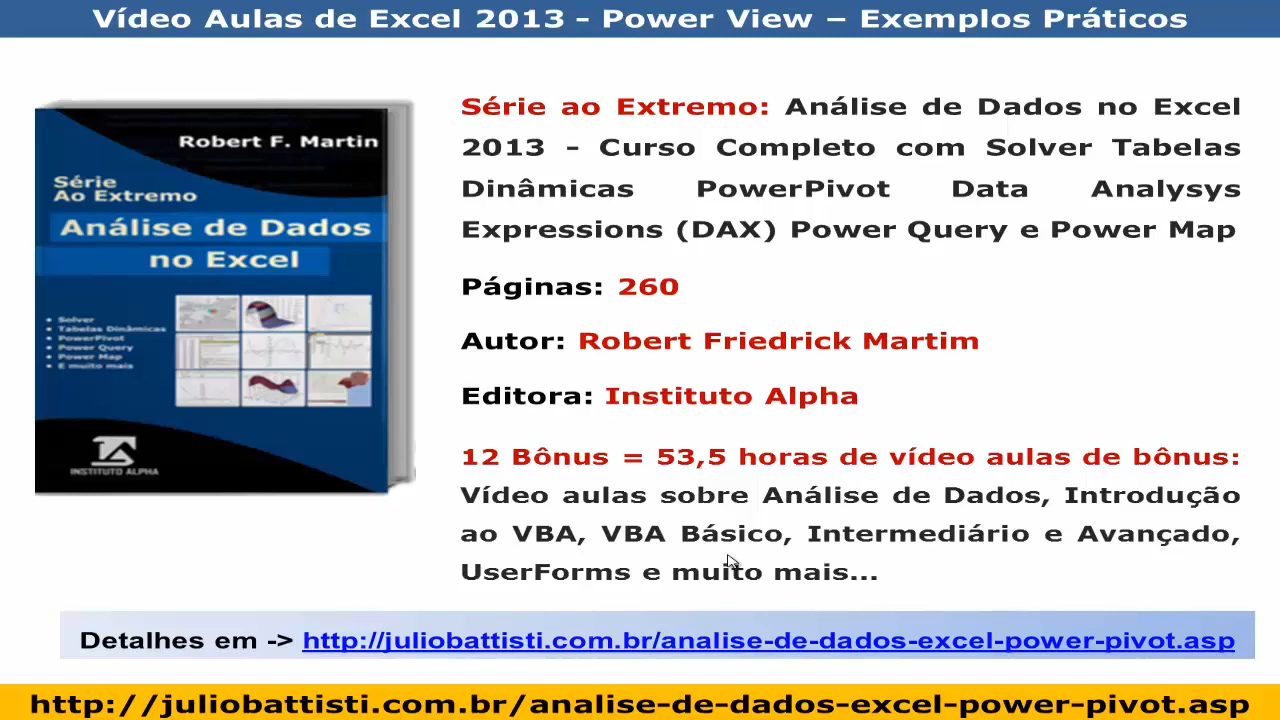 Vídeo Aulas de Excel 2013 - Power View – Exemplos Práticos
Robert F. Martin
Série
Ao Extremo
Análise de Dados
no Excel
• Solver
• Tabelas Dinâmicas
• PowerPivot
• Power Query
• Power Map
• E muito mais
INSTITUTO ALPHA
Série ao Extremo: Análise de Dados no Excel
2013 - Curso Completo com Solver Tabelas
Dinâmicas PowerPivot Data Analysys
Expressions (DAX) Power Query e Power Map
Páginas: 260
Autor: Robert Friedrick Martim
Editora: Instituto Alpha
12 Bônus = 53,5 horas de vídeo aulas de bônus:
Vídeo aulas sobre Análise de Dados, Introdução
ao VBA, VBA Básico, Intermediário e Avançado,
UserForms e muito mais...
Detalhes em -> http://juliobattisti.com.br/analise-de-dados-excel-power-pivot.asp
http://juliobattisti.com.br/analise-de-dados-excel-power-pivot.asp